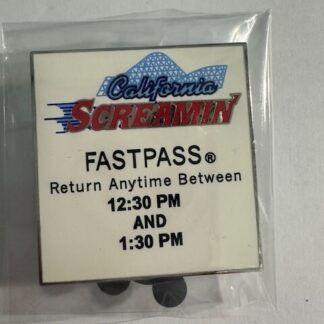 California
SCREAMIN'
FASTPASS®
Return Anytime Between
12:30 PM
AND
1:30 PM